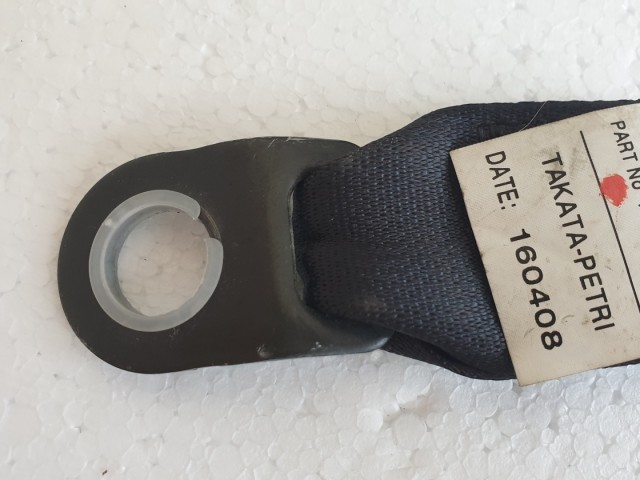 PART NO
TAKATA-PETRI
DATE: 160408